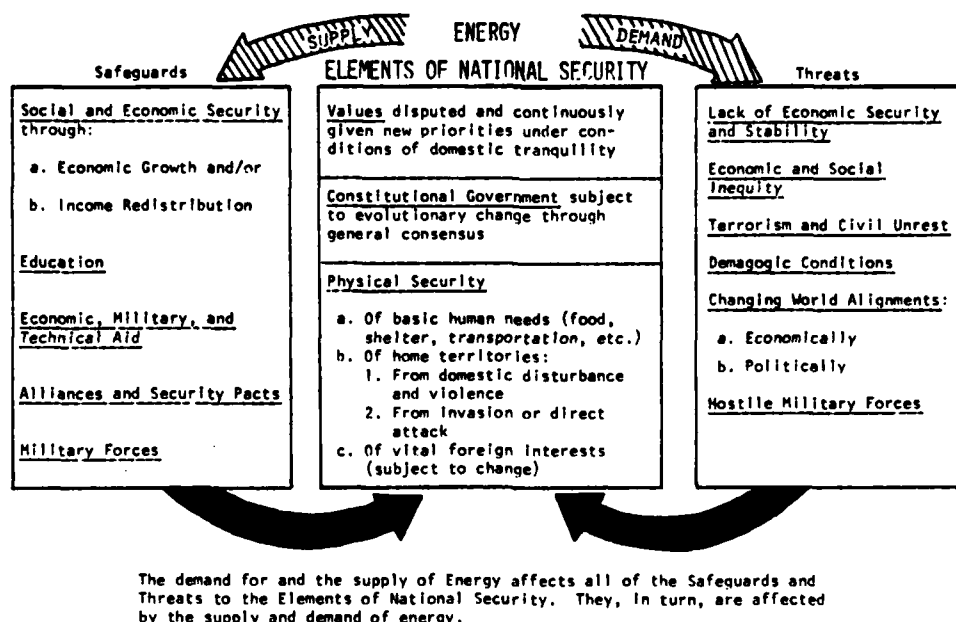 SUPPLY
ENERGY
DEMAND
ELEMENTS OF NATIONAL SECURITY
Safeguards
Social and Economic Security
through:
a. Economic Growth and/or
b. Income Redistribution
Education
Economic, Military, and
Technical Aid
Alliances and Security Pacts
Military Forces
Values disputed and continuously
given new priorities under con-
ditions of domestic tranquility
Constitutional Government subject
to evolutionary change through
general consensus
Physical Security
a. Of basic human needs (food,
shelter, transportation, etc.)
b. Of home territories:
1. From domestic disturbance
and violence
2. From invasion or direct
attack
c. Of vital foreign interests
(subject to change)
Threats
Lack of Economic Security
and Stability
Economic and Social
Inequity
Terrorism and Civil Unrest
Demagogic Conditions
Changing World Alignments:
a. Economically
b. Politically
Hostile Military Forces
The demand for and the supply of Energy affects all of the Safeguards and
Threats to the Elements of National Security. They, in turn, are affected
by the supply and demand of energy.